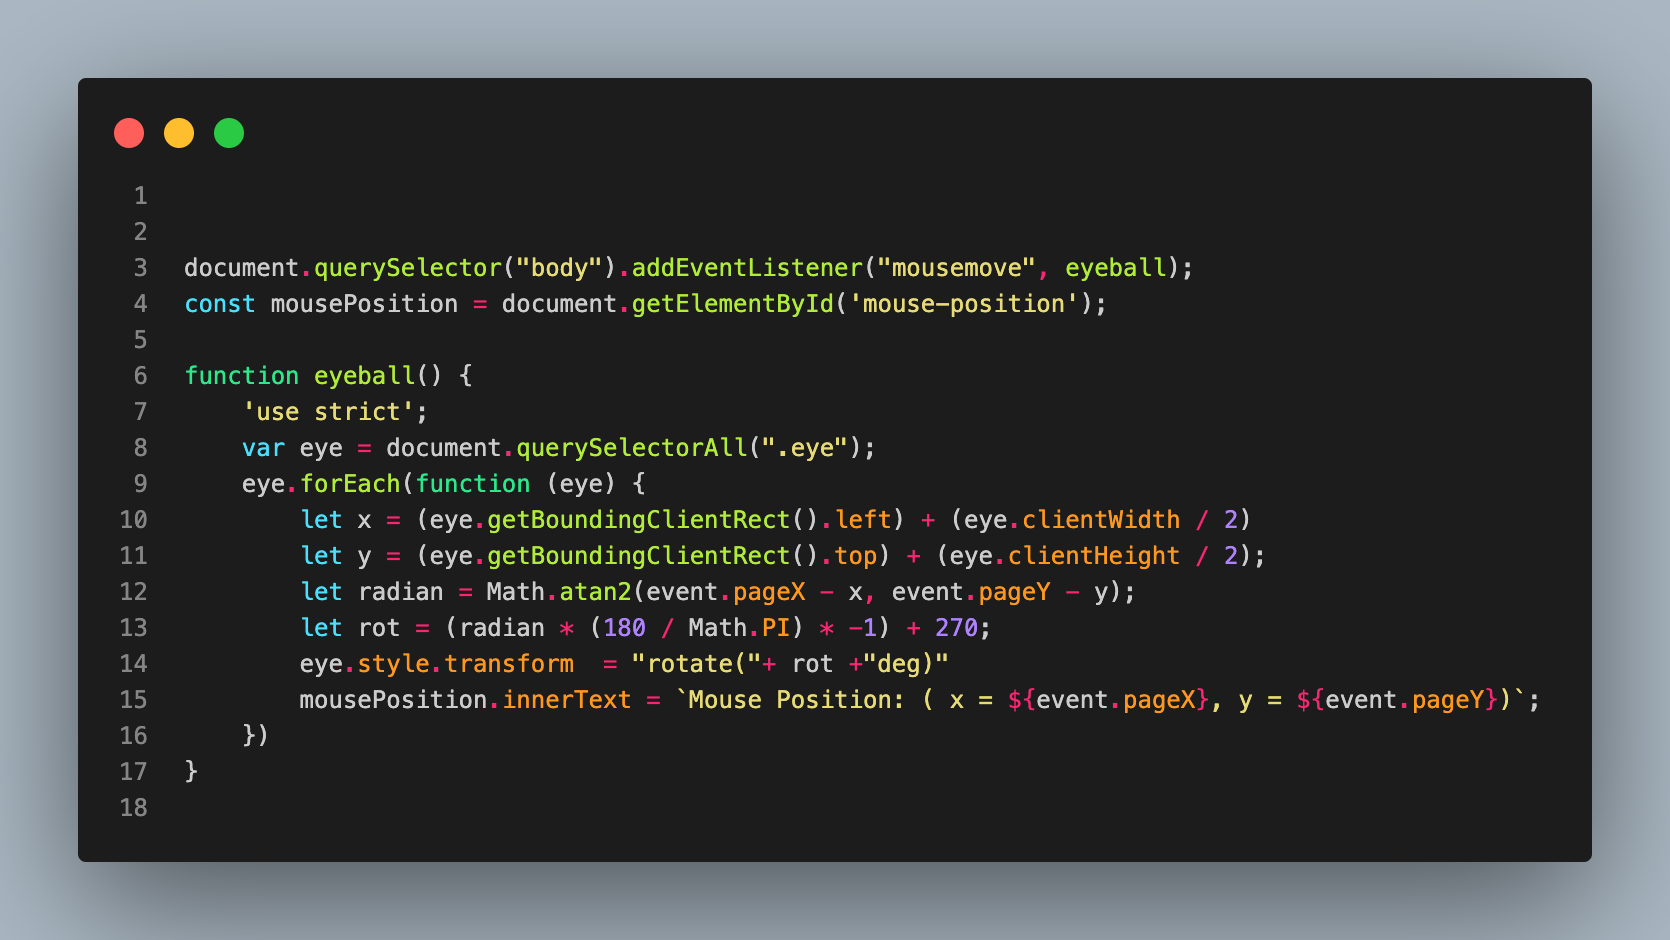 1
2
3 document.querySelector("body").addEventListener("mousemove", eyeball);
4 const mousePosition = document.getElementById('mouse-position');
5
6 function eyeball() {
7     'use strict';
8     var eye = document.querySelectorAll(".eye");
9     eye.forEach(function (eye) {
10         let x = (eye.getBoundingClientRect().left) + (eye.clientWidth / 2)
11         let y = (eye.getBoundingClientRect().top) + (eye.clientHeight / 2);
12         let radian = Math.atan2(event.pageX - x, event.pageY - y);
13         let rot = (radian * (180 / Math.PI) * -1) + 270;
14         eye.style.transform  = "rotate("+ rot +"deg)"
15         mousePosition.innerText = `Mouse Position: ( x = ${event.pageX}, y = ${event.pageY})`;
16     })
17 }
18